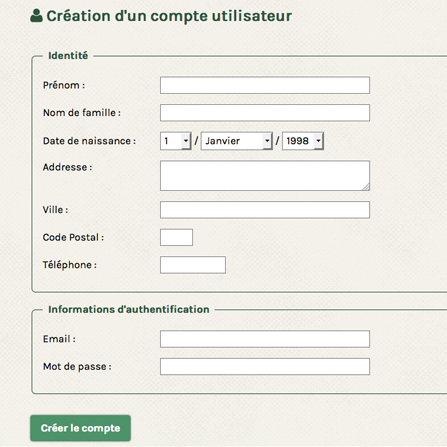 Création d'un compte utilisateur
Identité
Prénom :
Nom de famille :
Date de naissance : 1 / Janvier / 1998
Addresse :
Ville :
Code Postal :
Téléphone :
Informations d'authentification
Email :
Mot de passe :
Créer le compte